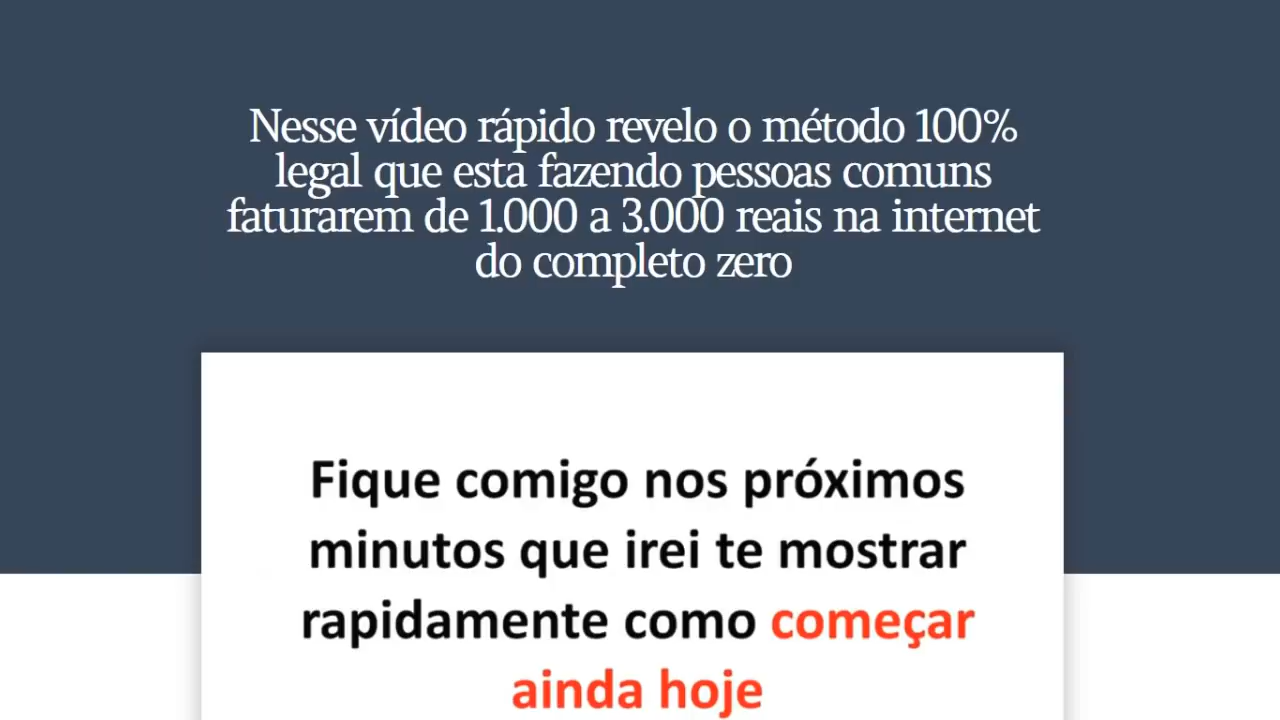 Nesse vídeo rápido revelo o método 100%
legal que esta fazendo pessoas comuns
faturarem de 1.000 a 3.000 reais na internet
do completo zero
Fique comigo nos próximos
minutos que irei te mostrar
rapidamente como começar
ainda hoje